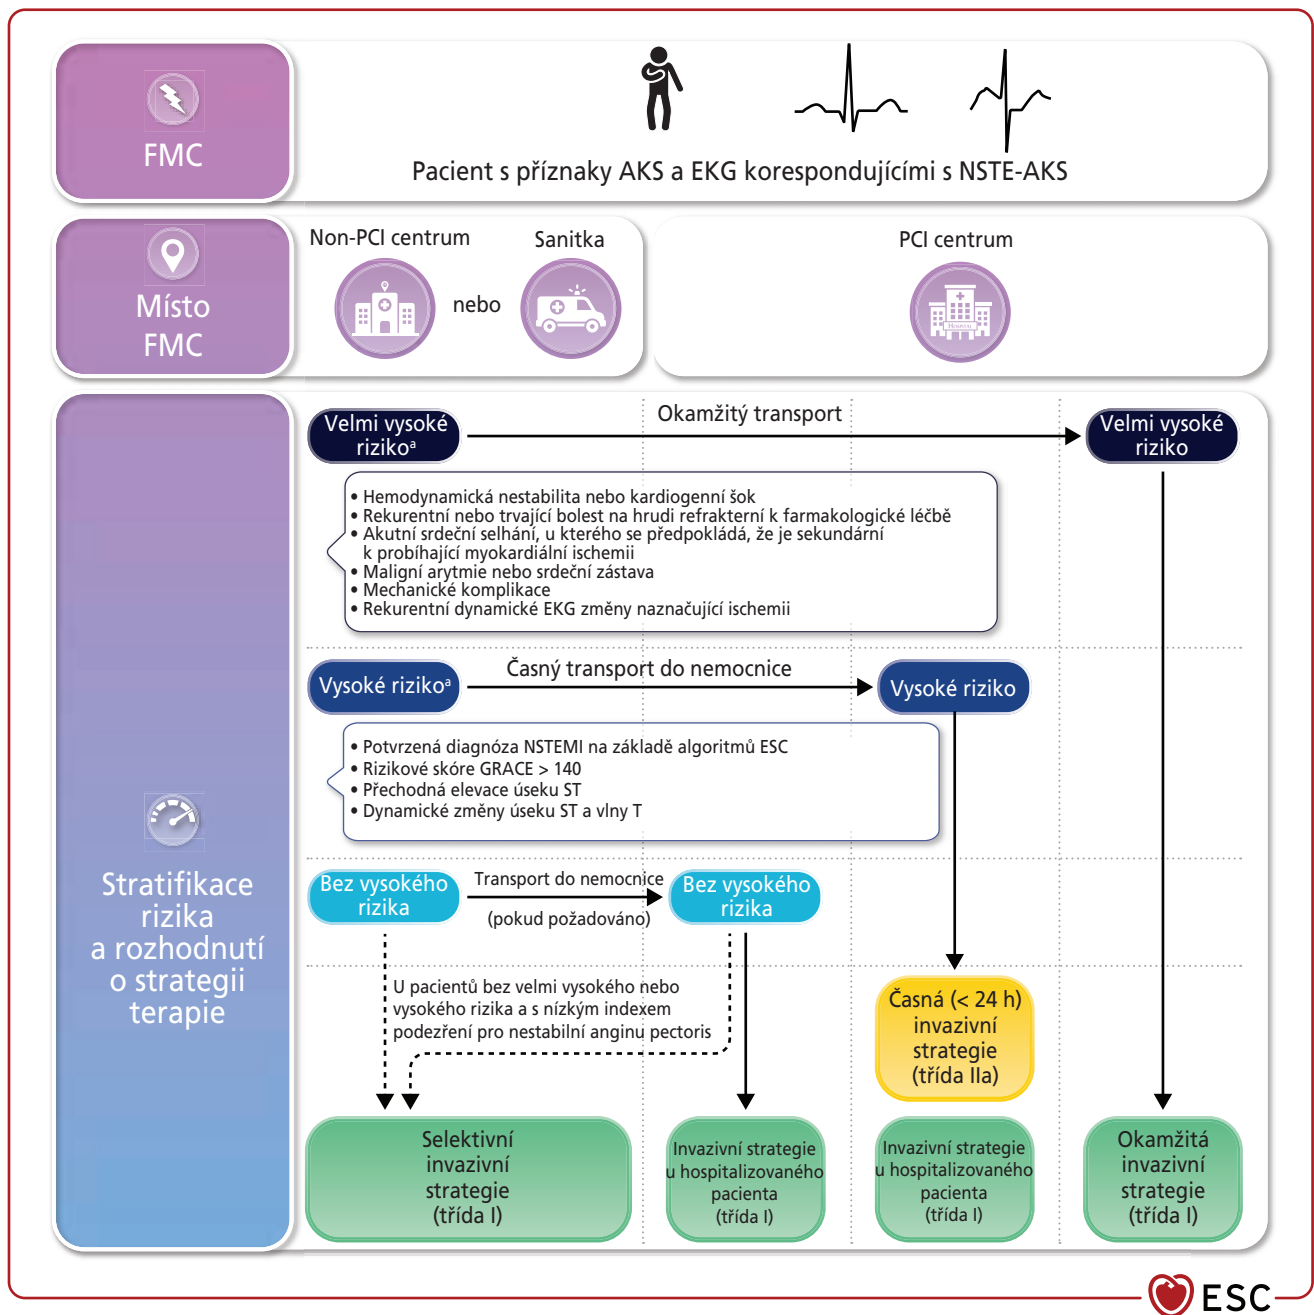 FMC
Pacient s příznaky AKS a EKG korespondujícími s NSTE-AKS
Místo
FMC
Non-PCI centrum
nebo
Sanitka
PCI centrum
HOSPITAL
Stratifikace
rizika
a rozhodnutí
o strategii
terapie
Velmi vysoké
rizikoª
Okamžitý transport
Velmi vysoké
riziko
• Hemodynamická nestabilita nebo kardiogenní šok
• Rekurentní nebo trvající bolest na hrudi refrakterní k farmakologické léčbě
• Akutní srdeční selhání, u kterého se předpokládá, že je sekundární
k probíhající myokardiální ischemii
• Maligní arytmie nebo srdeční zástava
• Mechanické komplikace
• Rekurentní dynamické EKG změny naznačující ischemii
Vysoké rizikoª
Časný transport do nemocnice
Vysoké riziko
• Potvrzená diagnóza NSTEMI na základě algoritmů ESC
• Rizikové skóre GRACE > 140
• Přechodná elevace úseku ST
• Dynamické změny úseku ST a vlny T
Bez vysokého
rizika
Transport do nemocnice
(pokud požadováno)
Bez vysokého
rizika
U pacientů bez velmi vysokého nebo
vysokého rizika a s nízkým indexem
podezření pro nestabilní anginu pectoris
Časná (< 24 h)
invazivní
strategie
(třída IIa)
Selektivní
invazivní
strategie
(třída I)
Invazivní strategie
u hospitalizovaného
pacienta
(třída I)
Invazivní strategie
u hospitalizovaného
pacienta
(třída I)
Okamžitá
invazivní
strategie
(třída I)
ESC